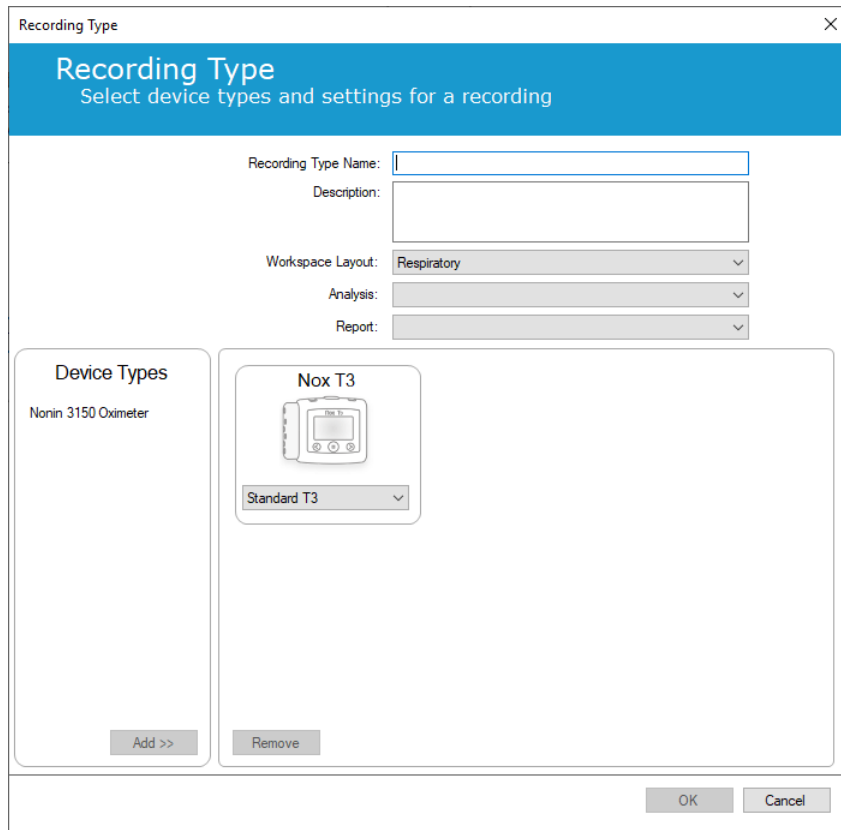 Recording Type
Recording Type
Select device types and settings for a recording
Recording Type Name:
Description:
Workspace Layout: Respiratory
Analysis:
Report:
Device Types
Nonin 3150 Oximeter
Add >>
Nox T3
Standard T3
Remove
OK Cancel